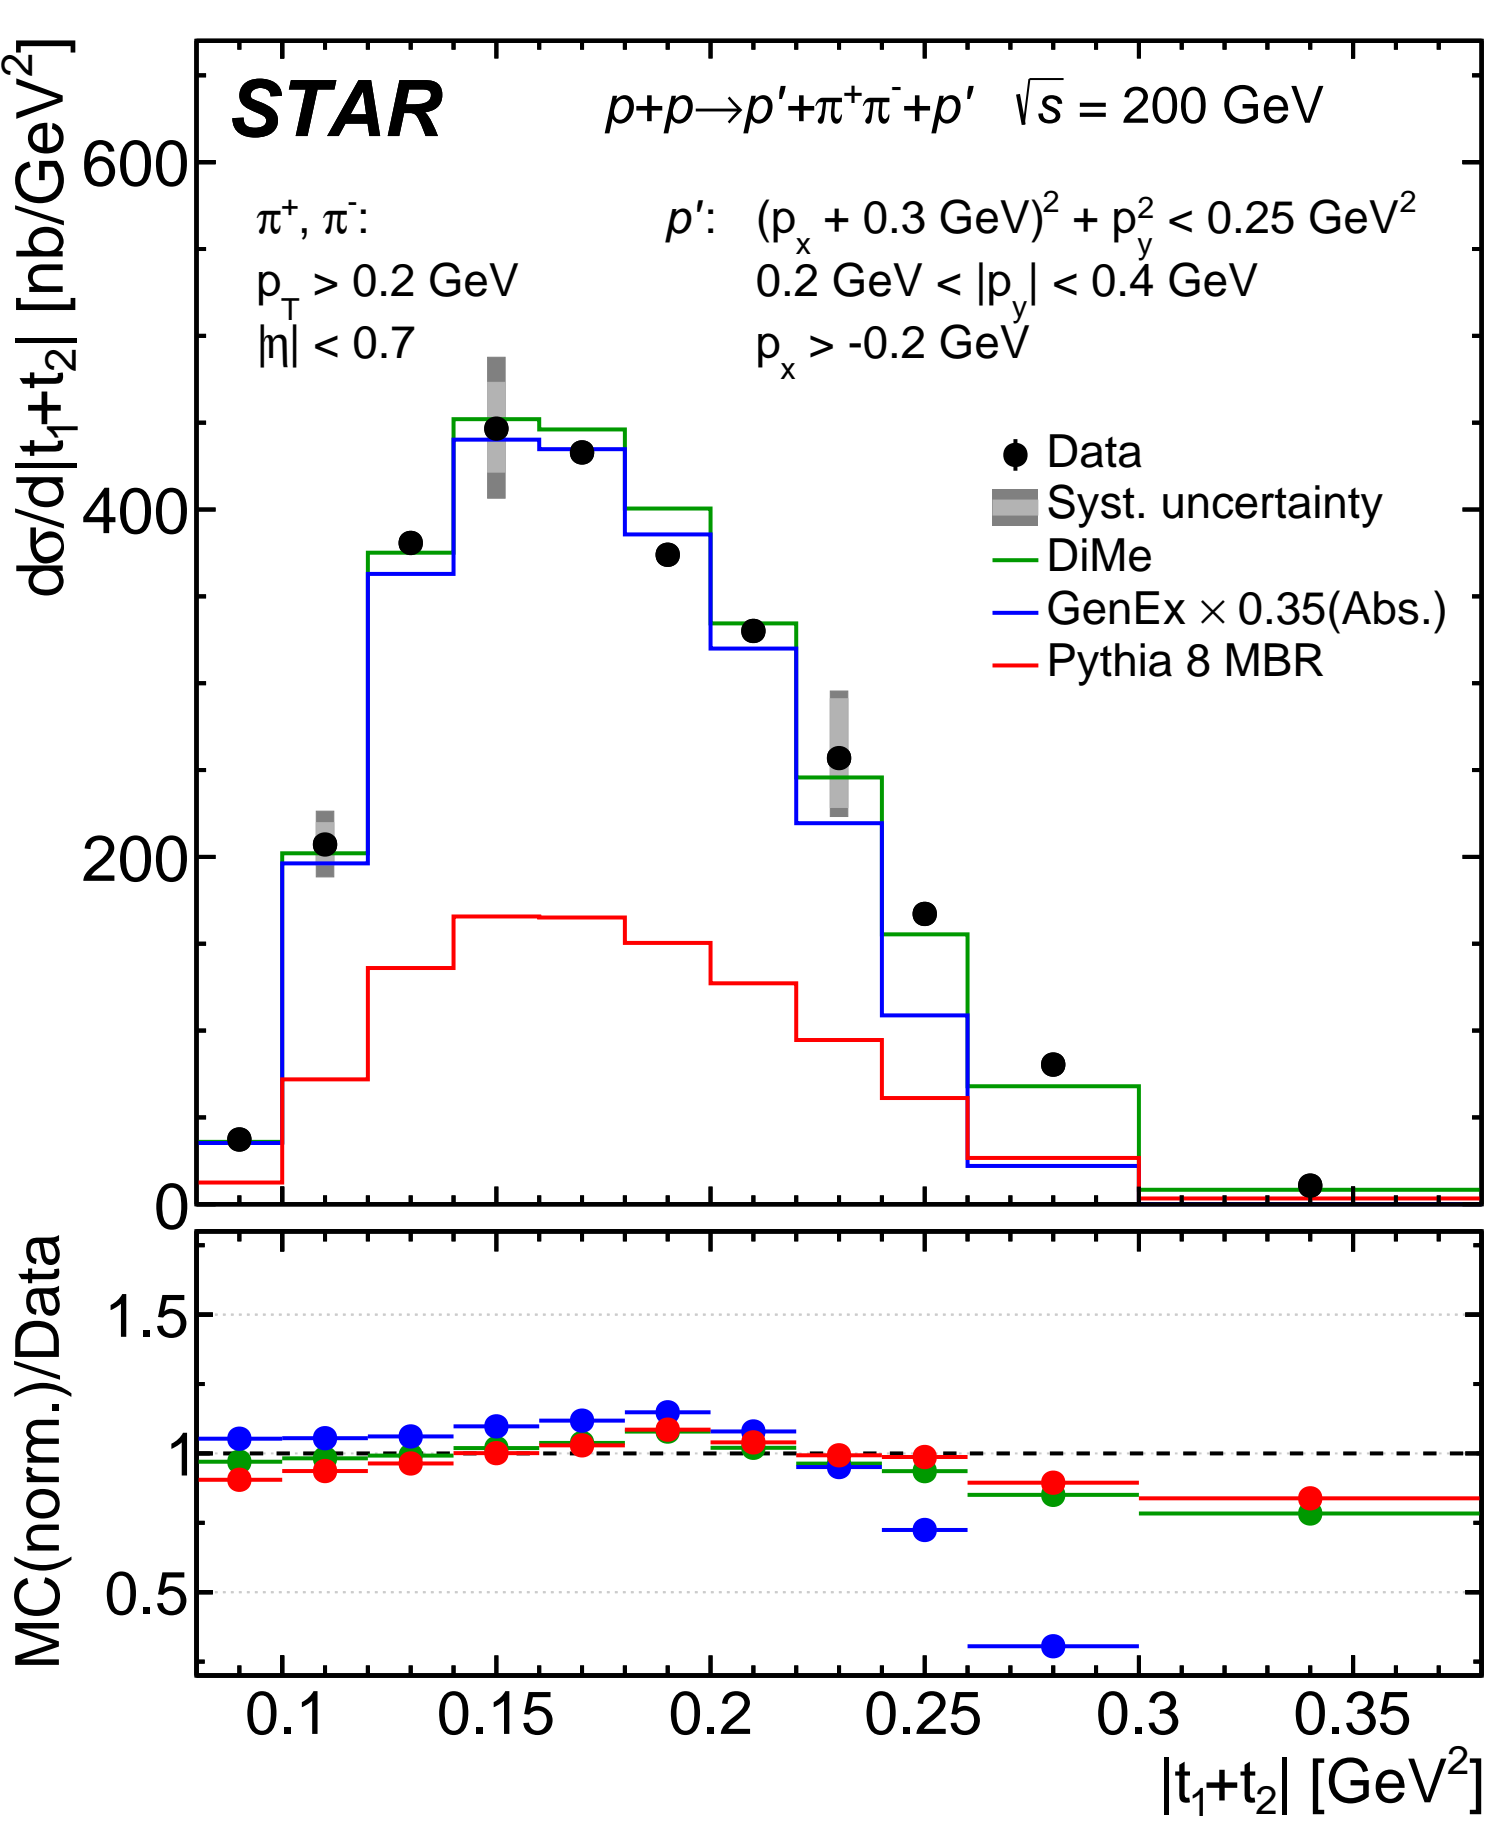 dσ/d|t₁+t₂| [nb/GeV²]
STAR p+p→p′+π⁺π⁻+p′ √s = 200 GeV
π⁺, π⁻: p′: (pₓ + 0.3 GeV)² + p_y² < 0.25 GeV²
p_T > 0.2 GeV 0.2 GeV < |p_y| < 0.4 GeV
|η| < 0.7 pₓ > -0.2 GeV
Data
Syst. uncertainty
DiMe
GenEx × 0.35(Abs.)
Pythia 8 MBR
600
400
200
0
MC(norm.)/Data
1.5
1
0.5
0.1 0.15 0.2 0.25 0.3 0.35
|t₁+t₂| [GeV²]